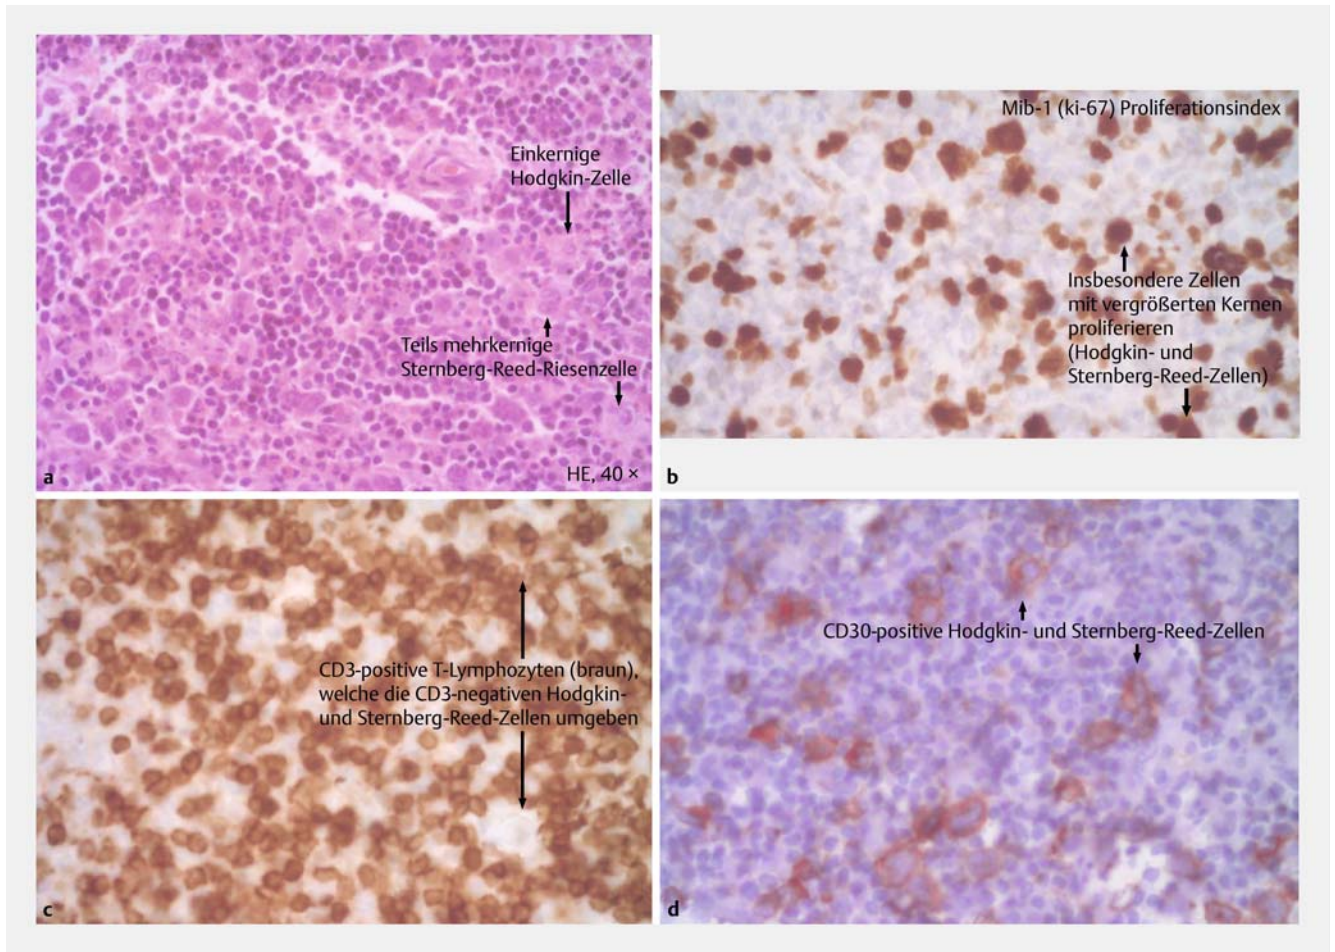 Einkernige
Hodgkin-Zelle
Teils mehrkernige
Sternberg-Reed-Riesenzelle
a
HE, 40 ×
Mib-1 (ki-67) Proliferationsindex
Insbesondere Zellen
mit vergrößerten Kernen
proliferieren
(Hodgkin- und
Sternberg-Reed-Zellen)
b
CD3-positive T-Lymphozyten (braun),
welche die CD3-negativen Hodgkin-
und Sternberg-Reed-Zellen umgeben
c
CD30-positive Hodgkin- und Sternberg-Reed-Zellen
d